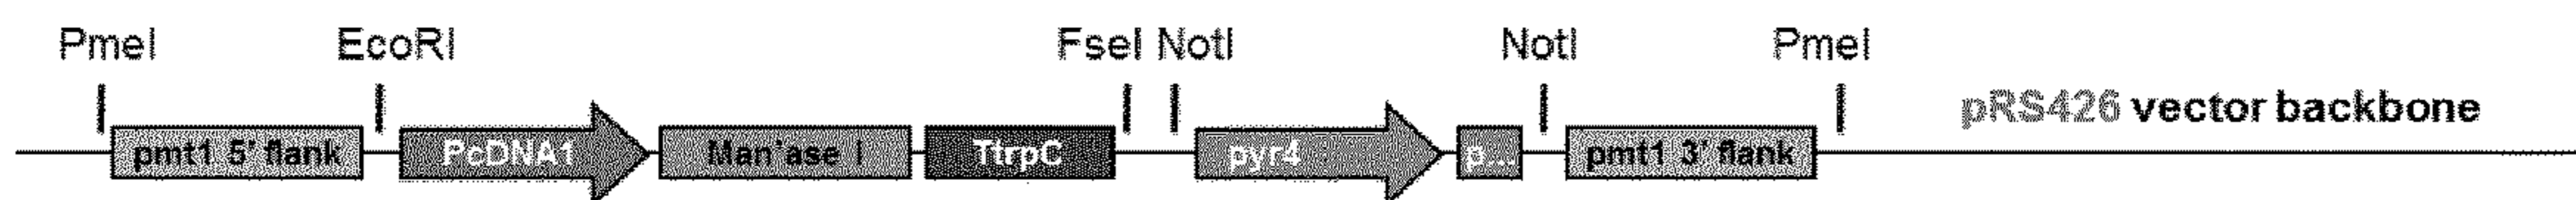 PmeI EcoRI FseI NotI NotI PmeI
pRS426 vector backbone
pmt1 5' flank PcDNA1 Man'ase I TtrpC pyr4 p... pmt1 3' flank